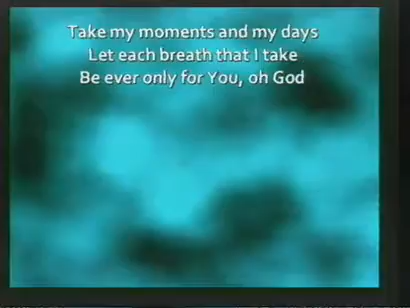 Take my moments and my days
Let each breath that I take
Be ever only for You, oh God